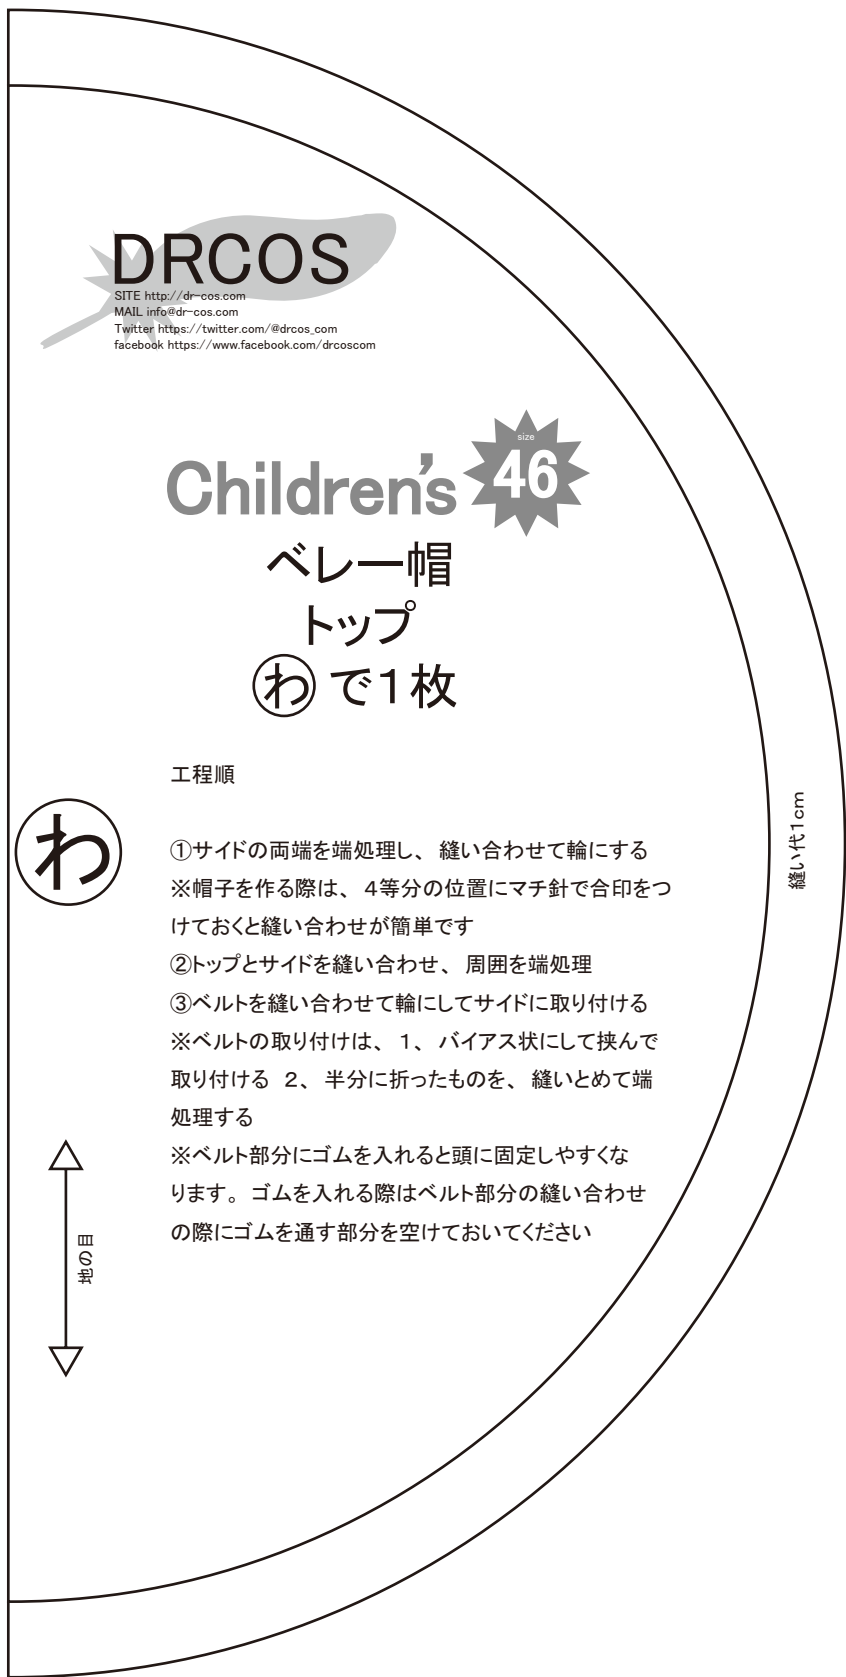 DRCOS
SITE http://dr-cos.com
MAIL info@dr-cos.com
Twitter https://twitter.com/@drcos_com
facebook https://www.facebook.com/drcoscom
size
46
Children's
ベレー帽
トップ
わ で1枚
工程順
①サイドの両端を端処理し、縫い合わせて輪にする
※帽子を作る際は、4等分の位置にマチ針で合印をつ
けておくと縫い合わせが簡単です
②トップとサイドを縫い合わせ、周囲を端処理
③ベルトを縫い合わせて輪にしてサイドに取り付ける
※ベルトの取り付けは、1、バイアス状にして挟んで
取り付ける 2、半分に折ったものを、縫いとめて端
処理する
※ベルト部分にゴムを入れると頭に固定しやすくな
ります。ゴムを入れる際はベルト部分の縫い合わせ
の際にゴムを通す部分を空けておいてください
わ
地の目
縫い代1cm